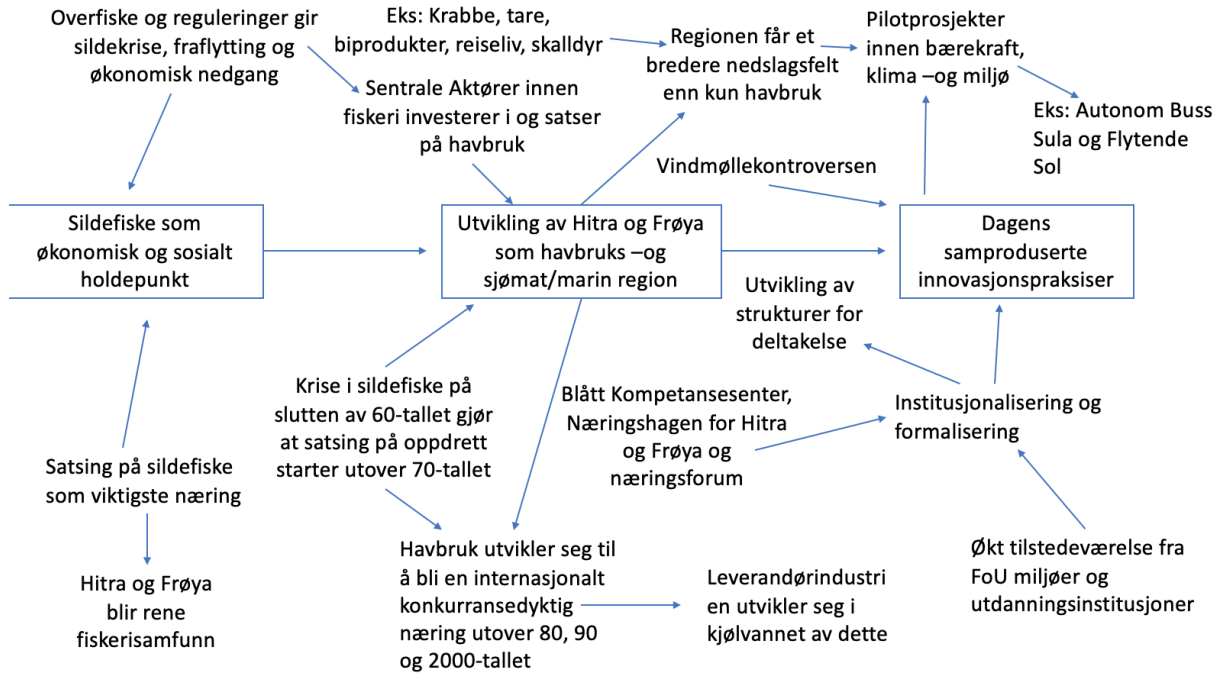 Overfiske og reguleringer gir
sildekrise, fraflytting og
økonomisk nedgang
Eks: Krabbe, tare,
biprodukter, reiseliv, skalldyr
Regionen får et
bredere nedslagsfelt
enn kun havbruk
Pilotprosjekter
innen bærekraft,
klima –og miljø
Sentrale Aktører innen
fiskeri investerer i og satser
på havbruk
Eks: Autonom Buss
Sula og Flytende
Sol
Vindmøllekontroversen
Sildefiske som
økonomisk og sosialt
holdepunkt
Utvikling av Hitra og Frøya
som havbruks –og
sjømat/marin region
Dagens
samproduserte
innovasjonspraksiser
Utvikling av
strukturer for
deltakelse
Krise i sildefiske på
slutten av 60-tallet gjør
at satsing på oppdrett
starter utover 70-tallet
Blått Kompetansesenter,
Næringshagen for Hitra
og Frøya og
næringsforum
Institusjonalisering og
formalisering
Satsing på sildefiske
som viktigste næring
Hitra og Frøya
blir rene
fiskerisamfunn
Havbruk utvikler seg til
å bli en internasjonalt
konkurransedyktig
næring utover 80, 90
og 2000-tallet
Leverandørindustri
en utvikler seg i
kjølvannet av dette
Økt tilstedeværelse fra
FoU miljøer og
utdanningsinstitusjoner